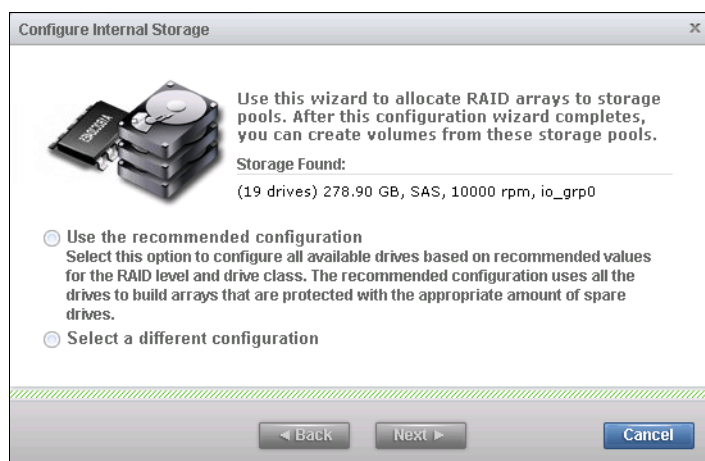 Configure Internal Storage
x
Use this wizard to allocate RAID arrays to storage
pools. After this configuration wizard completes,
you can create volumes from these storage pools.
Storage Found:
(19 drives) 278.90 GB, SAS, 10000 rpm, io_grp0
Use the recommended configuration
Select this option to configure all available drives based on recommended values
for the RAID level and drive class. The recommended configuration uses all the
drives to build arrays that are protected with the appropriate amount of spare
drives.
Select a different configuration
◄ Back
Next ►
Cancel